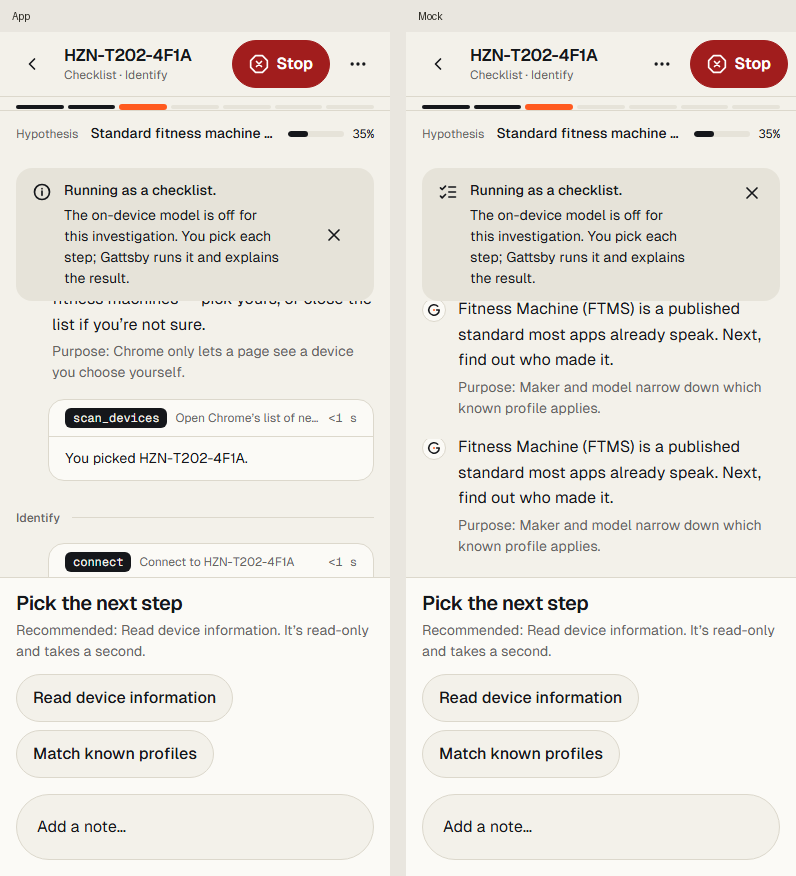 App
HZN-T202-4F1A
Checklist · Identify
Stop
Hypothesis Standard fitness machine ... 35%
Running as a checklist.
The on-device model is off for
this investigation. You pick each
step; Gattsby runs it and explains
the result.
list if you’re not sure.
Purpose: Chrome only lets a page see a device
you choose yourself.
scan_devices Open Chrome’s list of ne... <1 s
You picked HZN-T202-4F1A.
Identify
connect Connect to HZN-T202-4F1A <1 s
Pick the next step
Recommended: Read device information. It’s read-only
and takes a second.
Read device information
Match known profiles
Add a note...
Mock
HZN-T202-4F1A
Checklist · Identify
Stop
Hypothesis Standard fitness machine ... 35%
Running as a checklist.
The on-device model is off for
this investigation. You pick each
step; Gattsby runs it and explains
the result.
G Fitness Machine (FTMS) is a published
standard most apps already speak. Next,
find out who made it.
Purpose: Maker and model narrow down which
known profile applies.
G Fitness Machine (FTMS) is a published
standard most apps already speak. Next,
find out who made it.
Purpose: Maker and model narrow down which
known profile applies.
Pick the next step
Recommended: Read device information. It’s read-only
and takes a second.
Read device information
Match known profiles
Add a note...